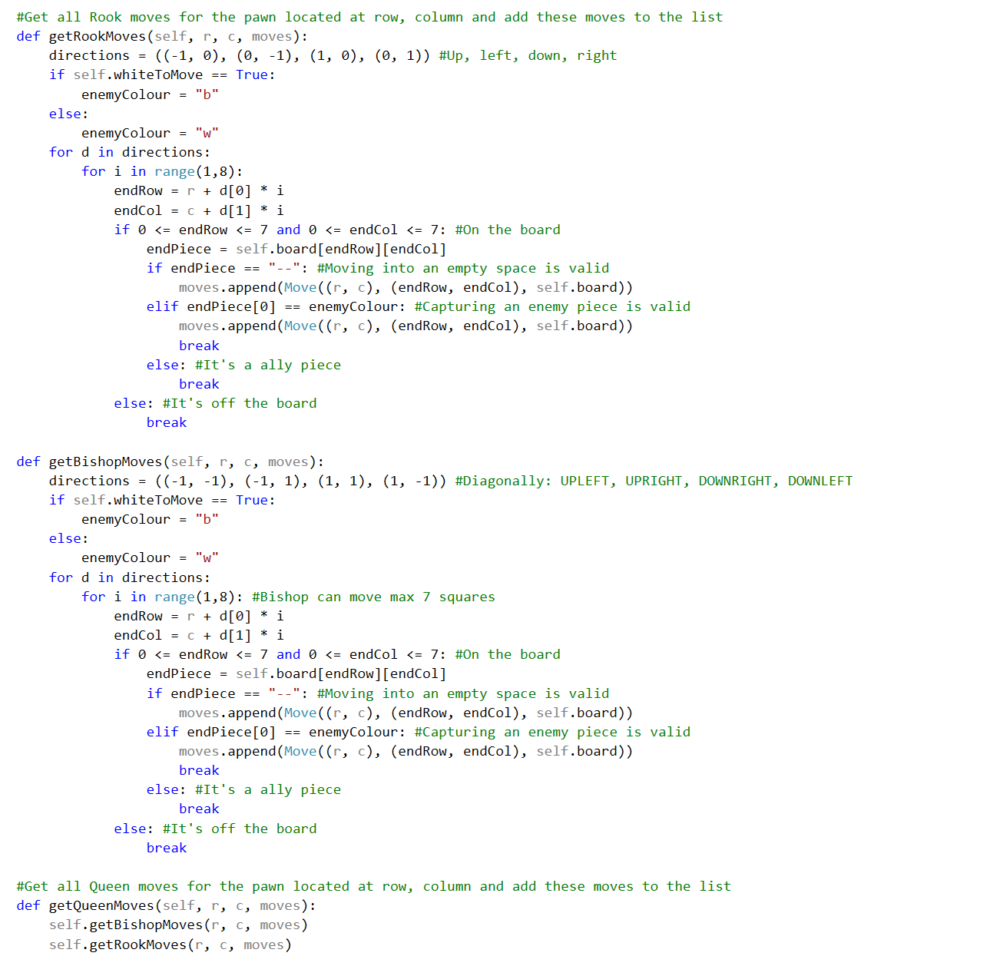 #Get all Rook moves for the pawn located at row, column and add these moves to the list
def getRookMoves(self, r, c, moves):
    directions = ((-1, 0), (0, -1), (1, 0), (0, 1)) #Up, left, down, right
    if self.whiteToMove == True:
        enemyColour = "b"
    else:
        enemyColour = "w"
    for d in directions:
        for i in range(1,8):
            endRow = r + d[0] * i
            endCol = c + d[1] * i
            if 0 <= endRow <= 7 and 0 <= endCol <= 7: #On the board
                endPiece = self.board[endRow][endCol]
                if endPiece == "--": #Moving into an empty space is valid
                    moves.append(Move((r, c), (endRow, endCol), self.board))
                elif endPiece[0] == enemyColour: #Capturing an enemy piece is valid
                    moves.append(Move((r, c), (endRow, endCol), self.board))
                    break
                else: #It's a ally piece
                    break
            else: #It's off the board
                break

def getBishopMoves(self, r, c, moves):
    directions = ((-1, -1), (-1, 1), (1, 1), (1, -1)) #Diagonally: UPLEFT, UPRIGHT, DOWNRIGHT, DOWNLEFT
    if self.whiteToMove == True:
        enemyColour = "b"
    else:
        enemyColour = "w"
    for d in directions:
        for i in range(1,8): #Bishop can move max 7 squares
            endRow = r + d[0] * i
            endCol = c + d[1] * i
            if 0 <= endRow <= 7 and 0 <= endCol <= 7: #On the board
                endPiece = self.board[endRow][endCol]
                if endPiece == "--": #Moving into an empty space is valid
                    moves.append(Move((r, c), (endRow, endCol), self.board))
                elif endPiece[0] == enemyColour: #Capturing an enemy piece is valid
                    moves.append(Move((r, c), (endRow, endCol), self.board))
                    break
                else: #It's a ally piece
                    break
            else: #It's off the board
                break

#Get all Queen moves for the pawn located at row, column and add these moves to the list
def getQueenMoves(self, r, c, moves):
    self.getBishopMoves(r, c, moves)
    self.getRookMoves(r, c, moves)